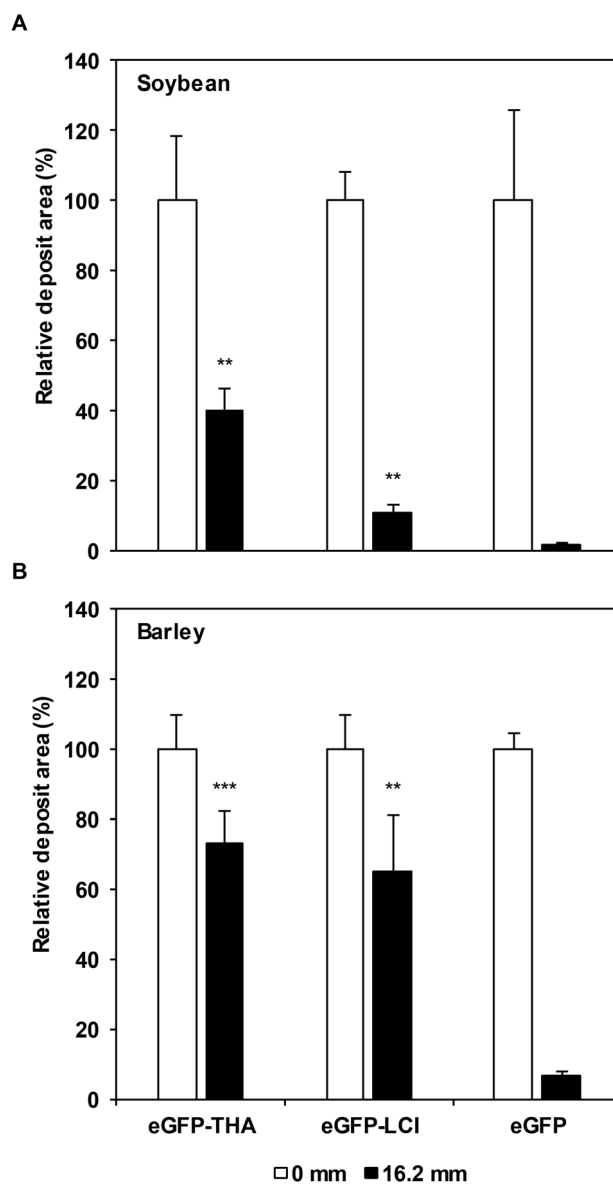 A
Relative deposit area (%)
140
120
100
80
60
40
20
0
Soybean
**
**
B
Relative deposit area (%)
140
120
100
80
60
40
20
0
Barley
***
**
eGFP-THA eGFP-LCI eGFP
0 mm 16.2 mm